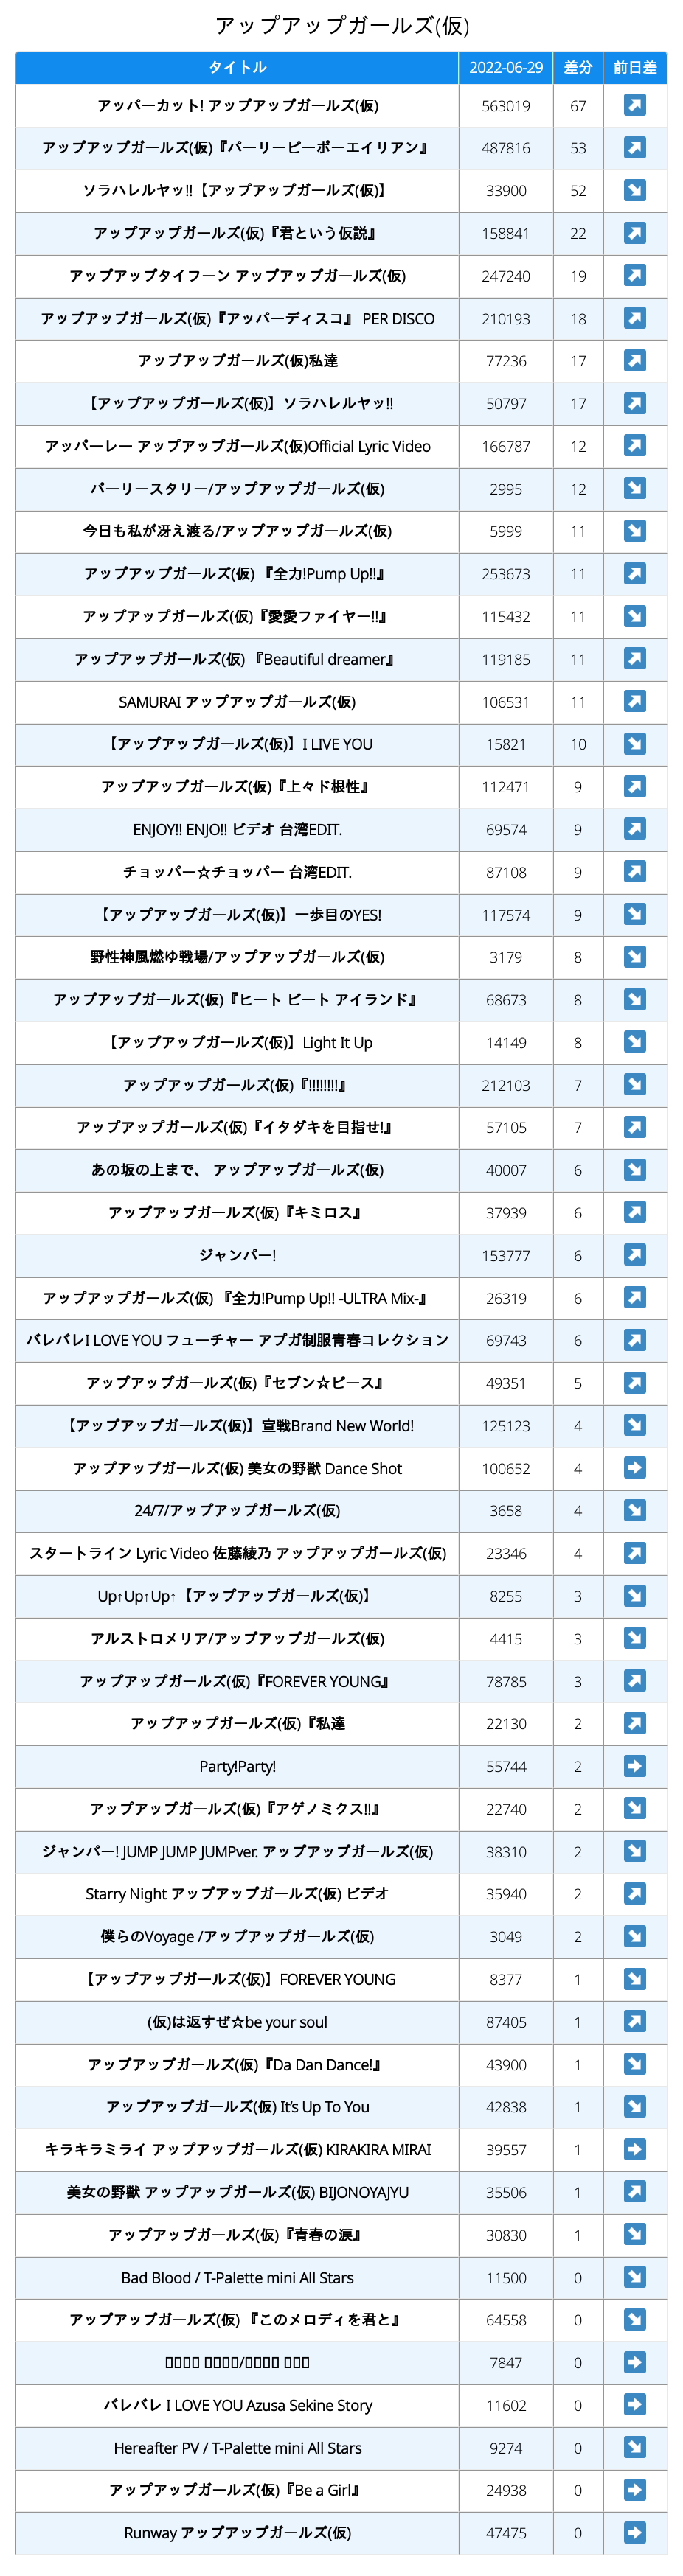 アップアップガールズ(仮)
タイトル 2022-06-29 差分 前日差
アッパーカット! アップアップガールズ(仮) 563019 67 ↗
アップアップガールズ(仮)『パーリーピーポーエイリアン』 487816 53 ↗
ソラハレルヤッ!!【アップアップガールズ(仮)】 33900 52 ↘
アップアップガールズ(仮)『君という仮説』 158841 22 ↗
アップアップタイフーン アップアップガールズ(仮) 247240 19 ↗
アップアップガールズ(仮)『アッパーディスコ』 PER DISCO 210193 18 ↗
アップアップガールズ(仮)私達 77236 17 ↗
【アップアップガールズ(仮)】ソラハレルヤッ!! 50797 17 ↗
アッパーレー アップアップガールズ(仮)Official Lyric Video 166787 12 ↗
パーリースタリー/アップアップガールズ(仮) 2995 12 ↘
今日も私が冴え渡る/アップアップガールズ(仮) 5999 11 ↘
アップアップガールズ(仮) 『全力!Pump Up!!』 253673 11 ↗
アップアップガールズ(仮)『愛愛ファイヤー!!』 115432 11 ↘
アップアップガールズ(仮) 『Beautiful dreamer』 119185 11 ↗
SAMURAI アップアップガールズ(仮) 106531 11 ↗
【アップアップガールズ(仮)】I LIVE YOU 15821 10 ↘
アップアップガールズ(仮)『上々ド根性』 112471 9 ↗
ENJOY!! ENJO!! ビデオ 台湾EDIT. 69574 9 ↗
チョッパー☆チョッパー 台湾EDIT. 87108 9 ↗
【アップアップガールズ(仮)】一歩目のYES! 117574 9 ↘
野性神風燃ゆ戦場/アップアップガールズ(仮) 3179 8 ↘
アップアップガールズ(仮)『ヒート ビート アイランド』 68673 8 ↘
【アップアップガールズ(仮)】Light It Up 14149 8 ↘
アップアップガールズ(仮)『!!!!!!!!』 212103 7 ↘
アップアップガールズ(仮)『イタダキを目指せ!』 57105 7 ↗
あの坂の上まで、 アップアップガールズ(仮) 40007 6 ↘
アップアップガールズ(仮)『キミロス』 37939 6 ↗
ジャンパー! 153777 6 ↗
アップアップガールズ(仮) 『全力!Pump Up!! -ULTRA Mix-』 26319 6 ↗
バレバレI LOVE YOU フューチャー アプガ制服青春コレクション 69743 6 ↗
アップアップガールズ(仮)『セブン☆ピース』 49351 5 ↗
【アップアップガールズ(仮)】宣戦Brand New World! 125123 4 ↘
アップアップガールズ(仮) 美女の野獣 Dance Shot 100652 4 →
24/7/アップアップガールズ(仮) 3658 4 ↘
スタートライン Lyric Video 佐藤綾乃 アップアップガールズ(仮) 23346 4 ↗
Up↑Up↑Up↑【アップアップガールズ(仮)】 8255 3 ↘
アルストロメリア/アップアップガールズ(仮) 4415 3 ↘
アップアップガールズ(仮)『FOREVER YOUNG』 78785 3 ↗
アップアップガールズ(仮)『私達 22130 2 ↗
Party!Party! 55744 2 →
アップアップガールズ(仮)『アゲノミクス!!』 22740 2 ↘
ジャンパー! JUMP JUMP JUMPver. アップアップガールズ(仮) 38310 2 ↘
Starry Night アップアップガールズ(仮) ビデオ 35940 2 ↗
僕らのVoyage /アップアップガールズ(仮) 3049 2 ↘
【アップアップガールズ(仮)】FOREVER YOUNG 8377 1 ↘
(仮)は返すぜ☆be your soul 87405 1 ↗
アップアップガールズ(仮)『Da Dan Dance!』 43900 1 ↘
アップアップガールズ(仮) It's Up To You 42838 1 ↘
キラキラミライ アップアップガールズ(仮) KIRAKIRA MIRAI 39557 1 →
美女の野獣 アップアップガールズ(仮) BIJONOYAJYU 35506 1 ↗
アップアップガールズ(仮)『青春の涙』 30830 1 ↘
Bad Blood / T-Palette mini All Stars 11500 0 ↘
アップアップガールズ(仮) 『このメロディを君と』 64558 0 ↘
▯▯▯▯ ▯▯▯▯/▯▯▯▯ ▯▯▯ 7847 0 →
バレバレ I LOVE YOU Azusa Sekine Story 11602 0 →
Hereafter PV / T-Palette mini All Stars 9274 0 ↘
アップアップガールズ(仮)『Be a Girl』 24938 0 →
Runway アップアップガールズ(仮) 47475 0 →